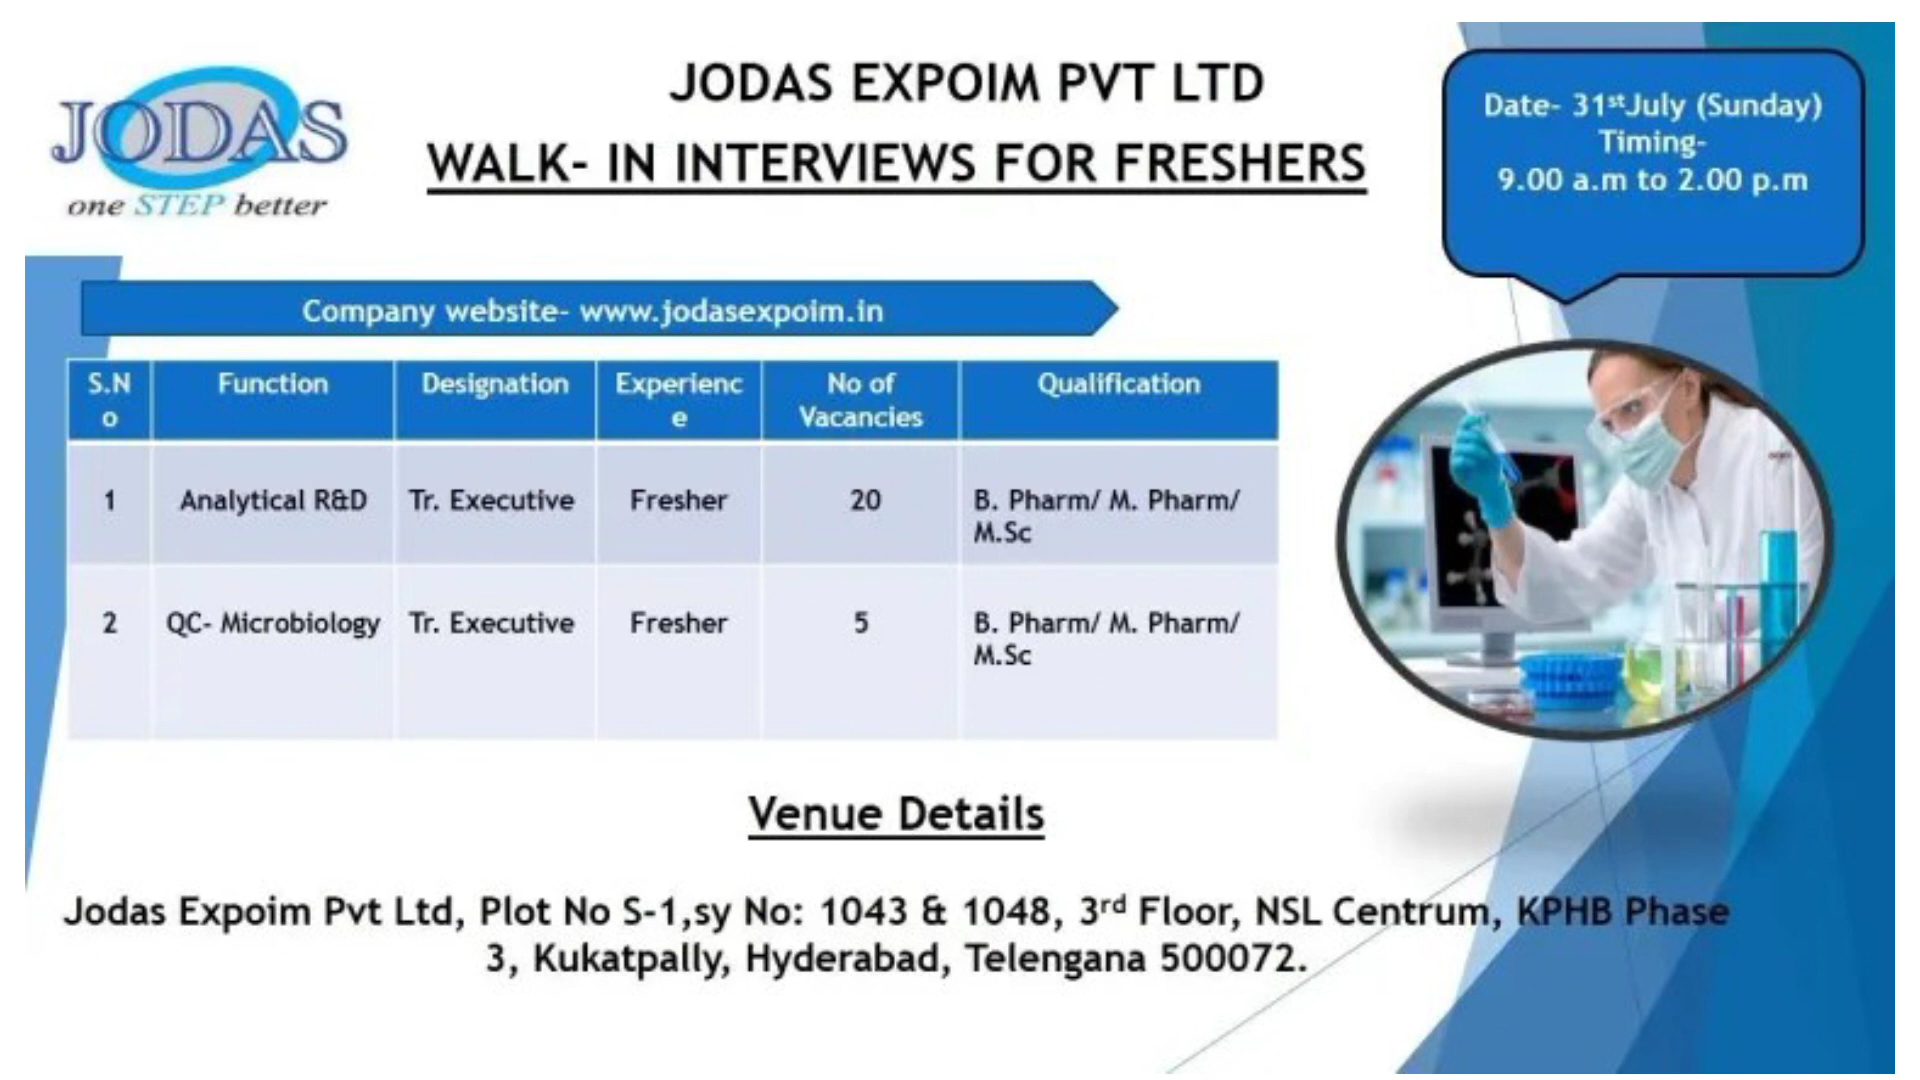 JODAS
one STEP better
JODAS EXPOIM PVT LTD
WALK- IN INTERVIEWS FOR FRESHERS
Date- 31st July (Sunday)
Timing-
9.00 a.m to 2.00 p.m
Company website- www.jodasexpoim.in
S.N
o
Function
Designation
Experienc
e
No of
Vacancies
Qualification
1
Analytical R&D
Tr. Executive
Fresher
20
B. Pharm/ M. Pharm/
M.Sc
2
QC- Microbiology
Tr. Executive
Fresher
5
B. Pharm/ M. Pharm/
M.Sc
Venue Details
Jodas Expoim Pvt Ltd, Plot No S-1,sy No: 1043 & 1048, 3rd Floor, NSL Centrum, KPHB Phase
3, Kukatpally, Hyderabad, Telengana 500072.